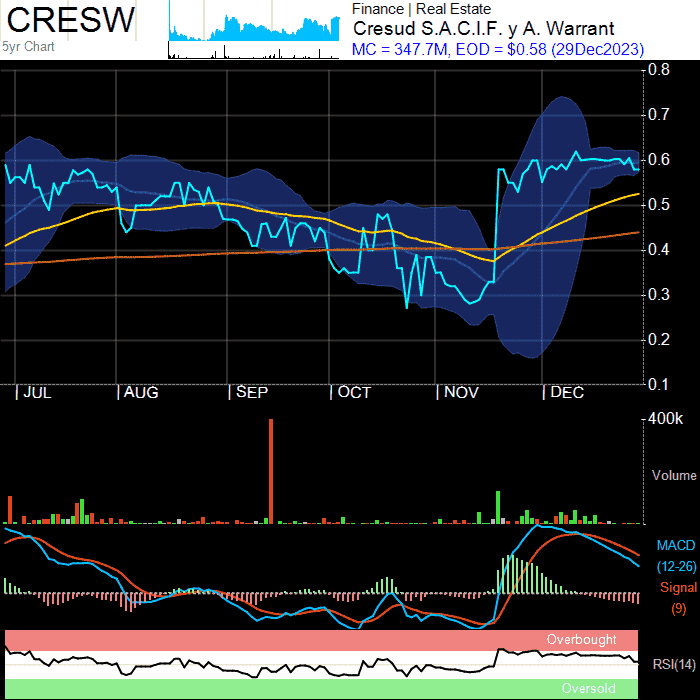 CRESW
5yr Chart
Finance | Real Estate
Cresud S.A.C.I.F. y A. Warrant
MC = 347.7M, EOD = $0.58 (29Dec2023)
0.8
0.7
0.6
0.5
0.4
0.3
0.2
0.1
| JUL | AUG | SEP | OCT | NOV | DEC
400k
Volume
MACD
(12-26)
Signal
(9)
Overbought
RSI(14)
Oversold